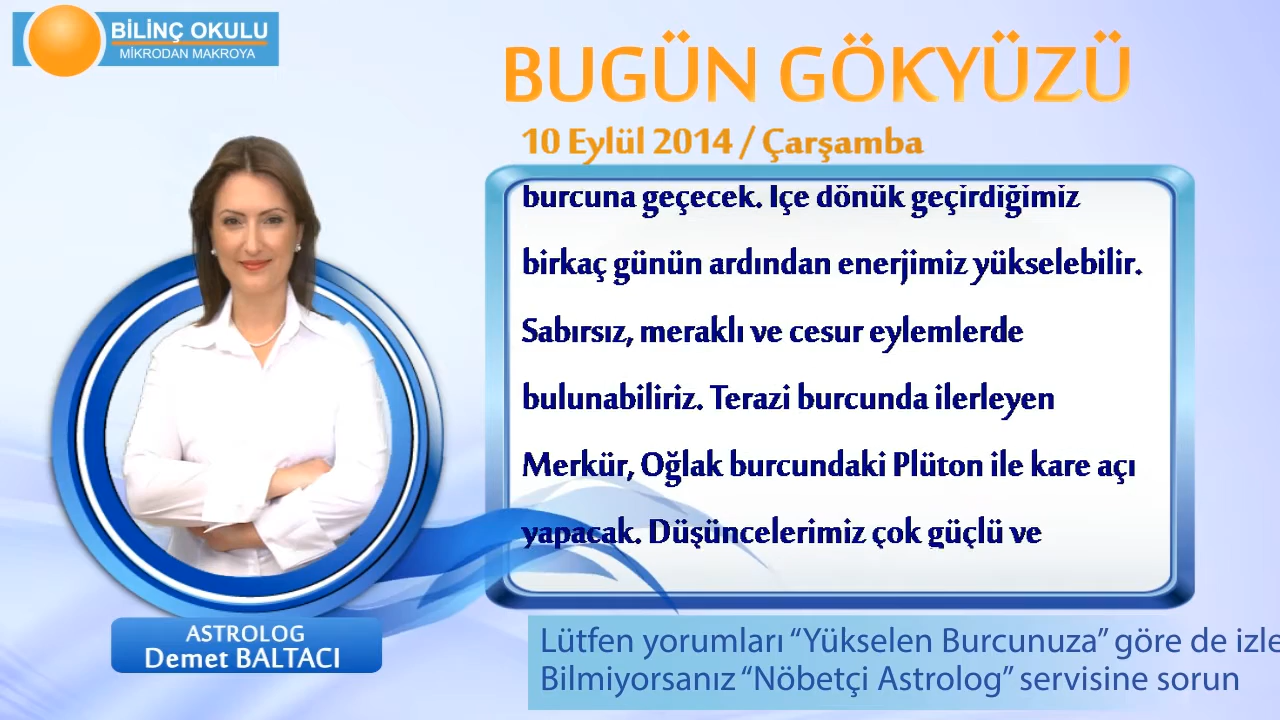 BİLİNÇ OKULU
MİKRODAN MAKROYA
BUGÜN GÖKYÜZÜ
10 Eylül 2014 / Çarşamba
burcuna geçecek. Içe dönük geçirdiğimiz
birkaç günün ardından enerjimiz yükselebilir.
Sabırsız, meraklı ve cesur eylemlerde
bulunabiliriz. Terazi burcunda ilerleyen
Merkür, Oğlak burcundaki Plüton ile kare açı
yapacak. Düşüncelerimiz çok güçlü ve
ASTROLOG
Demet BALTACI
Lütfen yorumları “Yükselen Burcunuza” göre de izle
Bilmiyorsanız “Nöbetçi Astrolog” servisine sorun